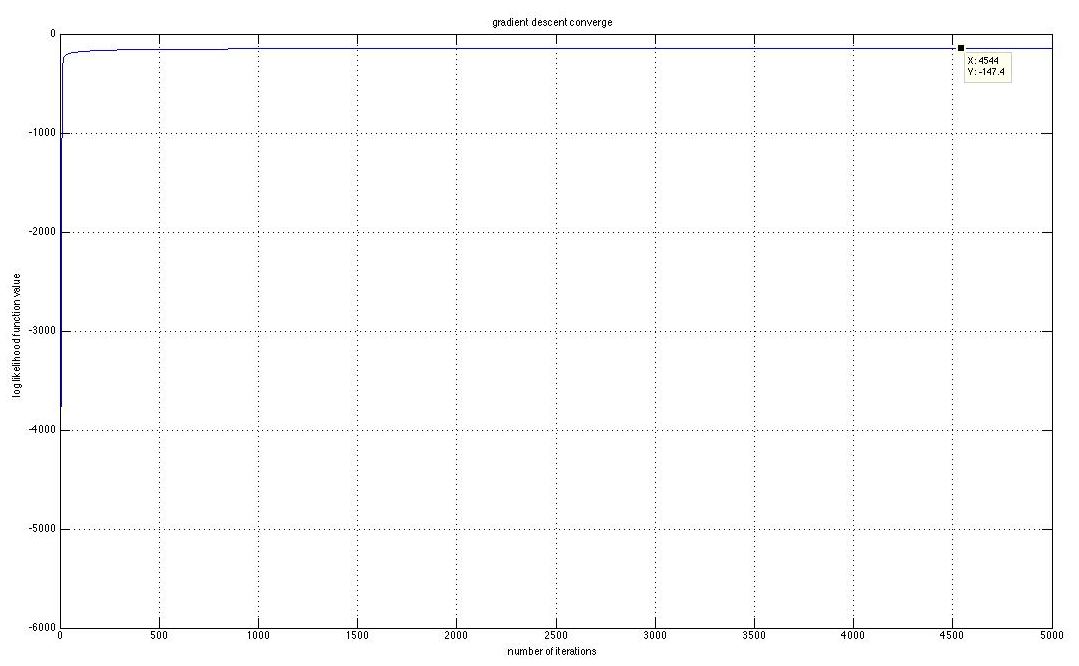 gradient descent converge
0
X: 4544
Y: -147.4
-1000
-2000
-3000
-4000
-5000
-6000
log likelihood function value
0 500 1000 1500 2000 2500 3000 3500 4000 4500 5000
number of iterctions